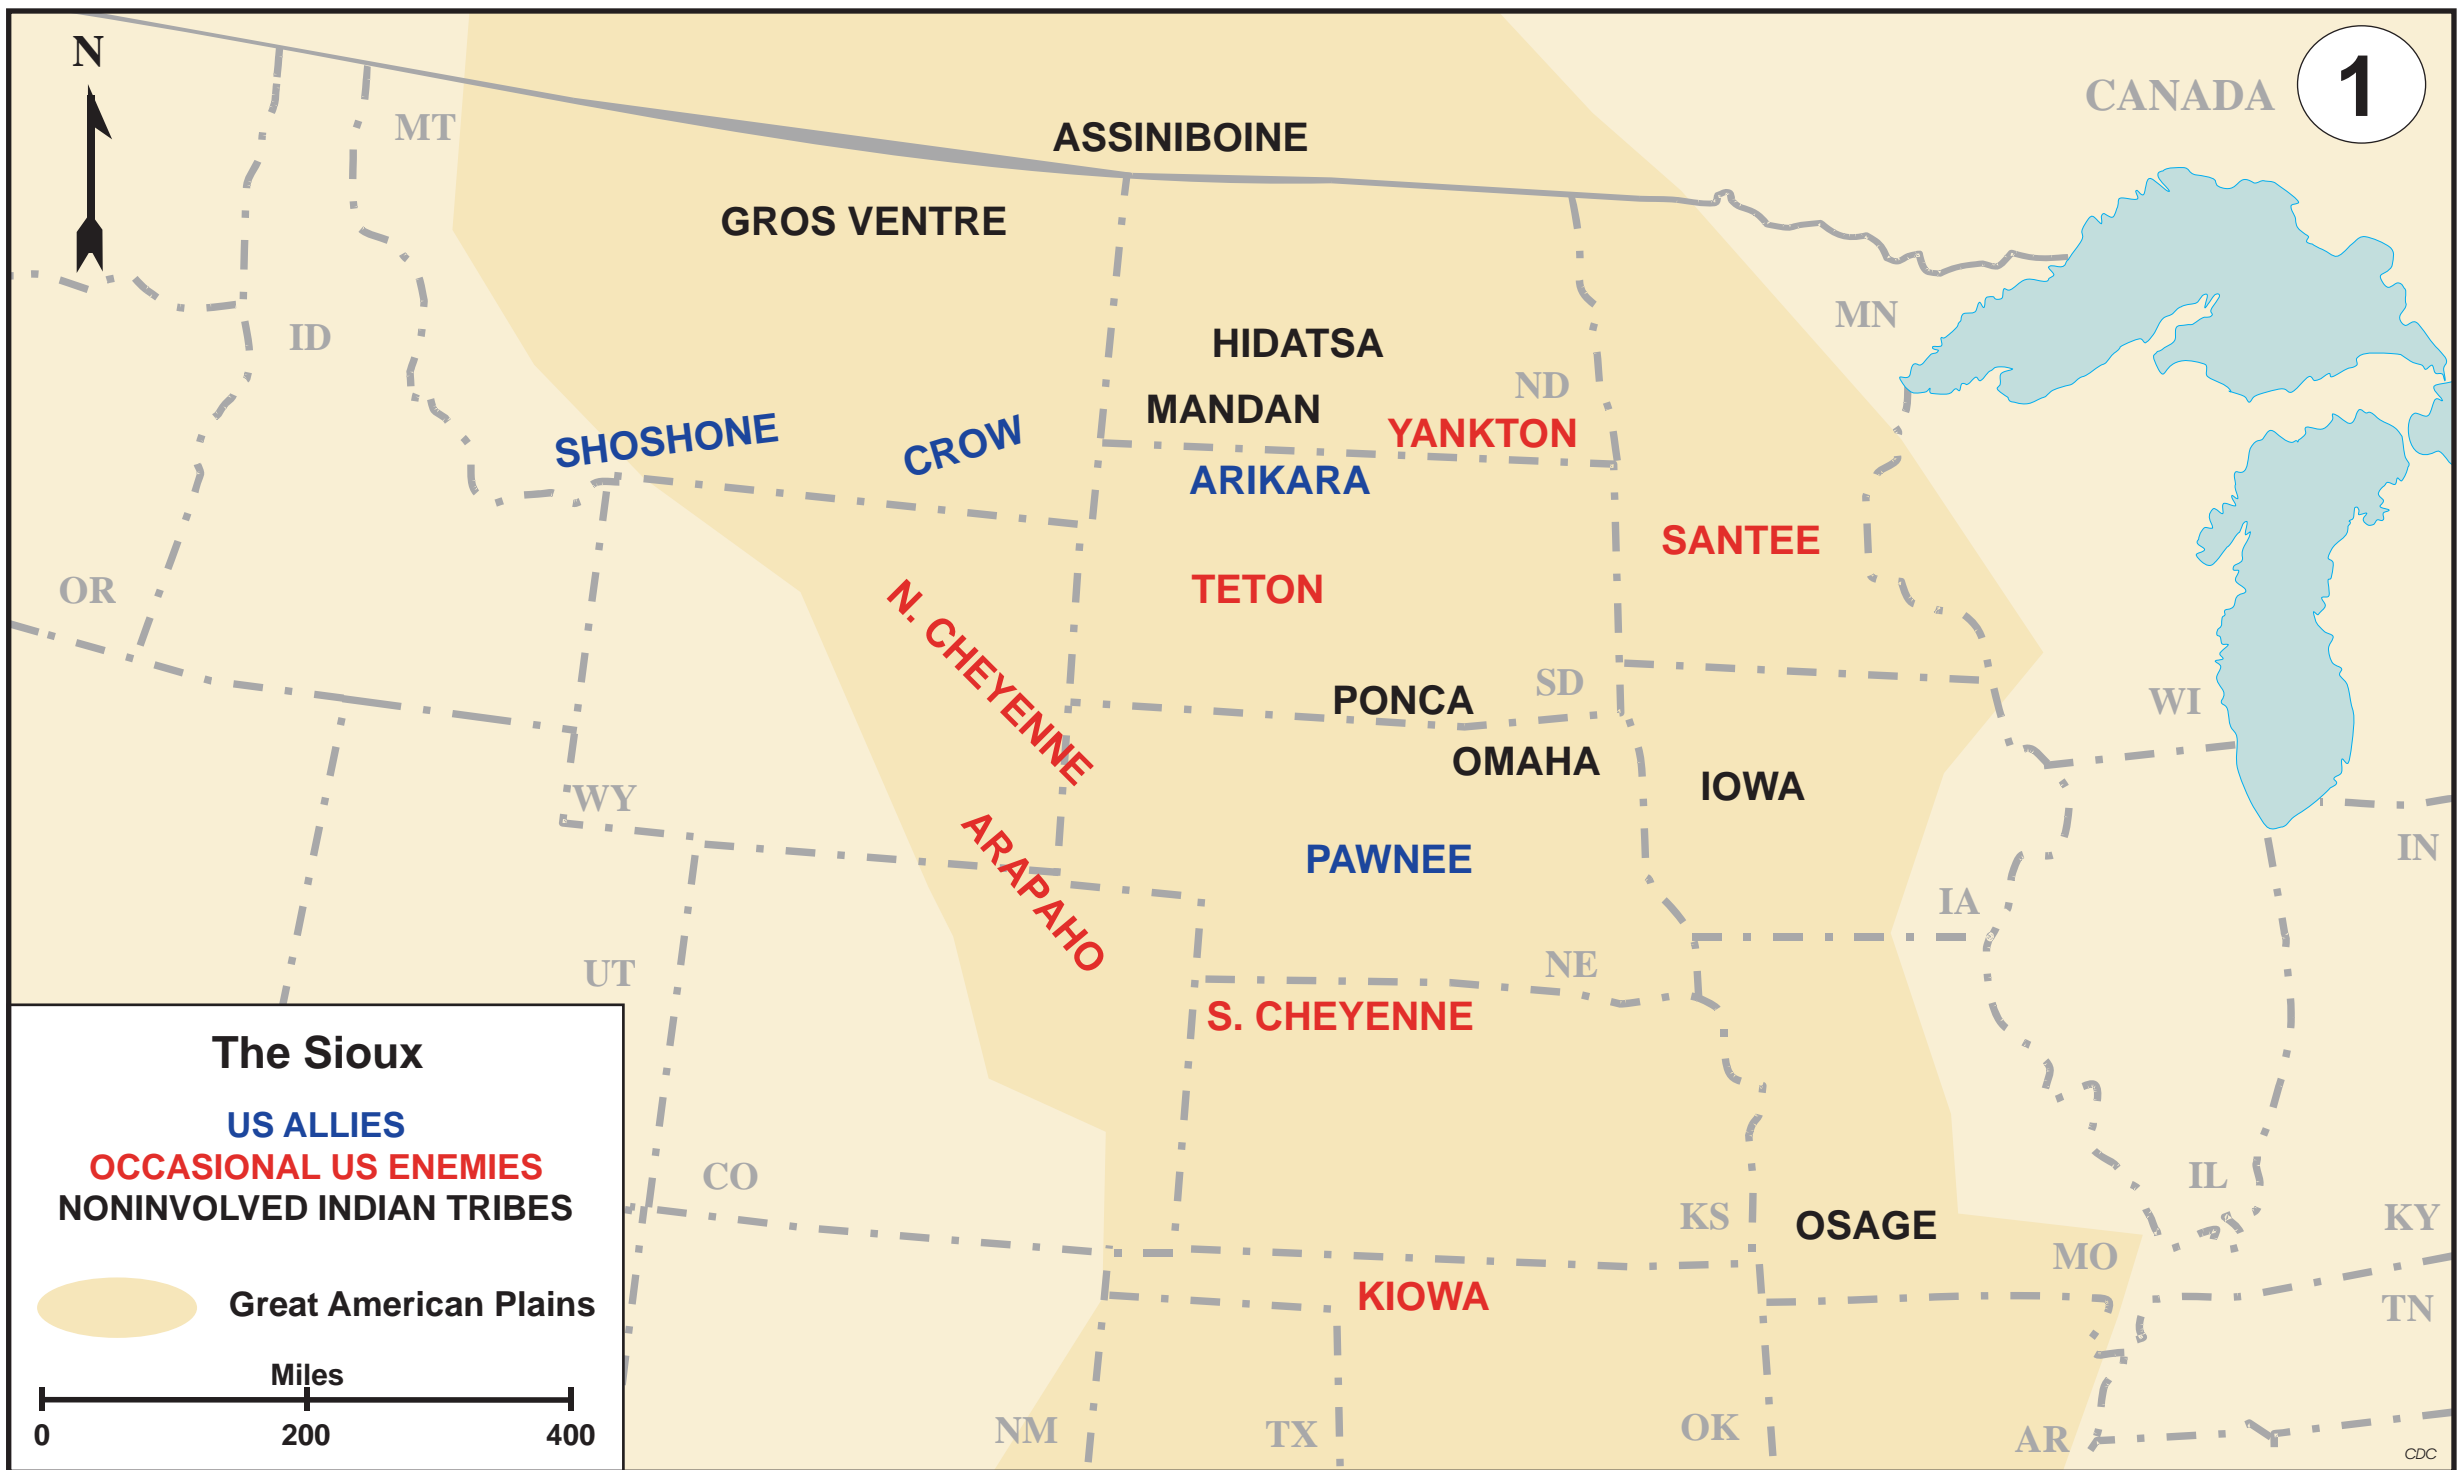 N
1
CANADA
MT
ASSINIBOINE
GROS VENTRE
MN
ID
HIDATSA
ND
MANDAN
YANKTON
SHOSHONE
CROW
ARIKARA
SANTEE
OR
TETON
N. CHEYENNE
SD
PONCA
WI
OMAHA
IOWA
WY
IN
PAWNEE
ARAPAHO
IA
NE
UT
S. CHEYENNE
CO
IL
KS
OSAGE
KY
MO
KIOWA
TN
NM
TX
OK
AR
The Sioux
US ALLIES
OCCASIONAL US ENEMIES
NONINVOLVED INDIAN TRIBES
Great American Plains
Miles
0 200 400
CDC